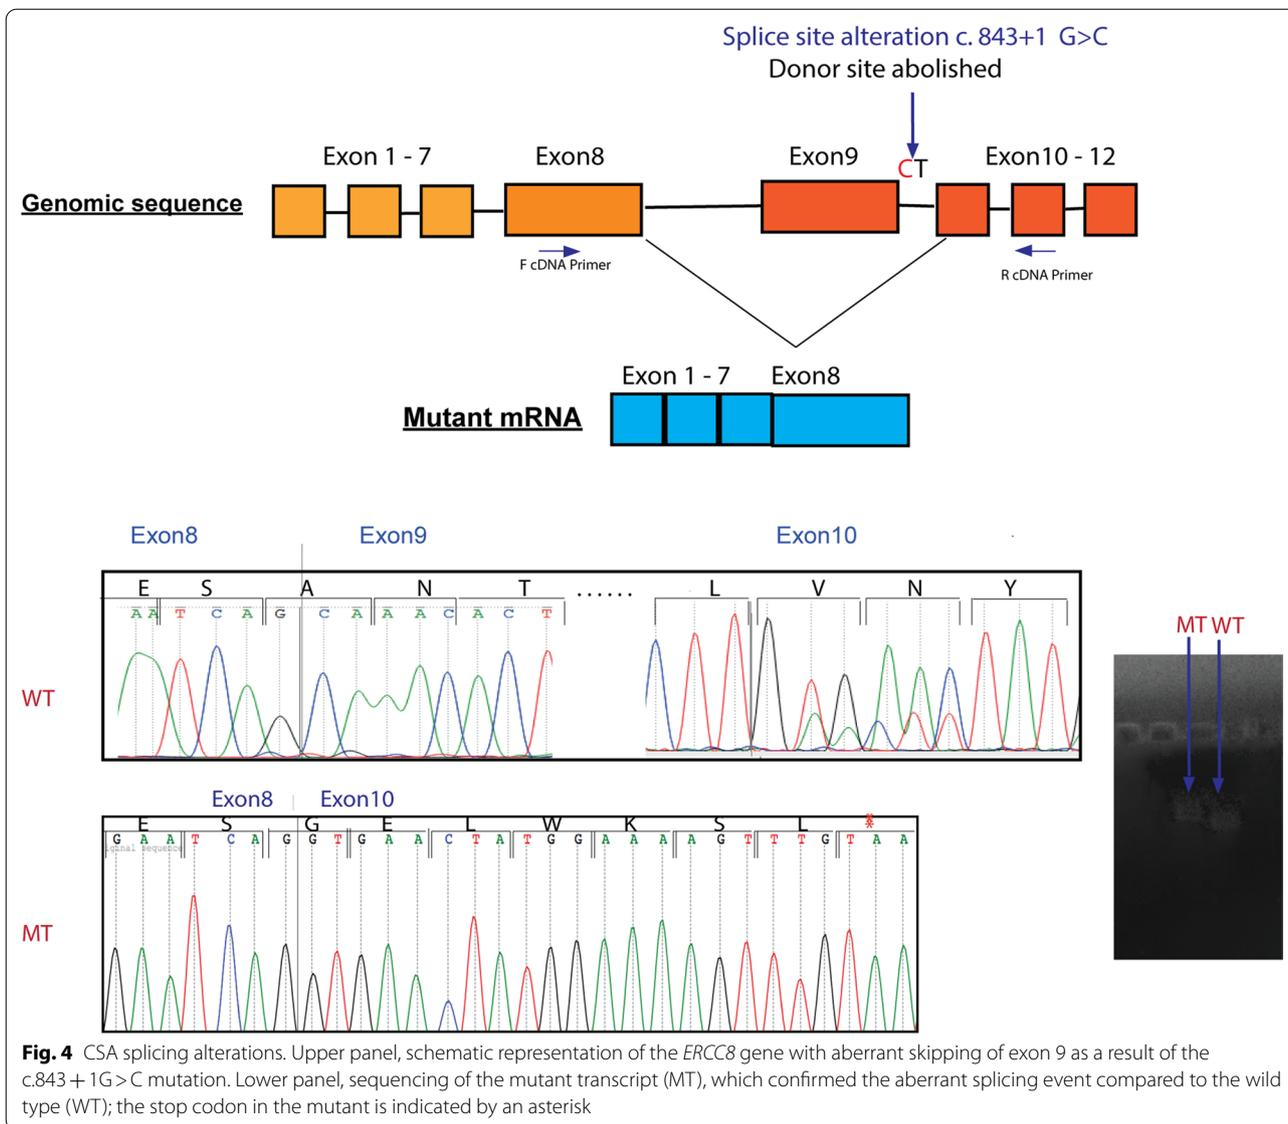 Splice site alteration c. 843+1 G>C
Donor site abolished
Exon 1 - 7 Exon8 Exon9 CT Exon10 - 12
Genomic sequence
F cDNA Primer R cDNA Primer
Exon 1 - 7 Exon8
Mutant mRNA
Exon8 Exon9 Exon10
E S A N T ...... L V N Y
A A T C A G C A A A C A C T
WT
MT WT
Exon8 Exon10
E S G E L W K S L *
G A A T C A G G T G A A C T A T G G A A A A G T T T G T A A
iginal sequence
MT
Fig. 4 CSA splicing alterations. Upper panel, schematic representation of the ERCC8 gene with aberrant skipping of exon 9 as a result of the
c.843 + 1G > C mutation. Lower panel, sequencing of the mutant transcript (MT), which confirmed the aberrant splicing event compared to the wild
type (WT); the stop codon in the mutant is indicated by an asterisk